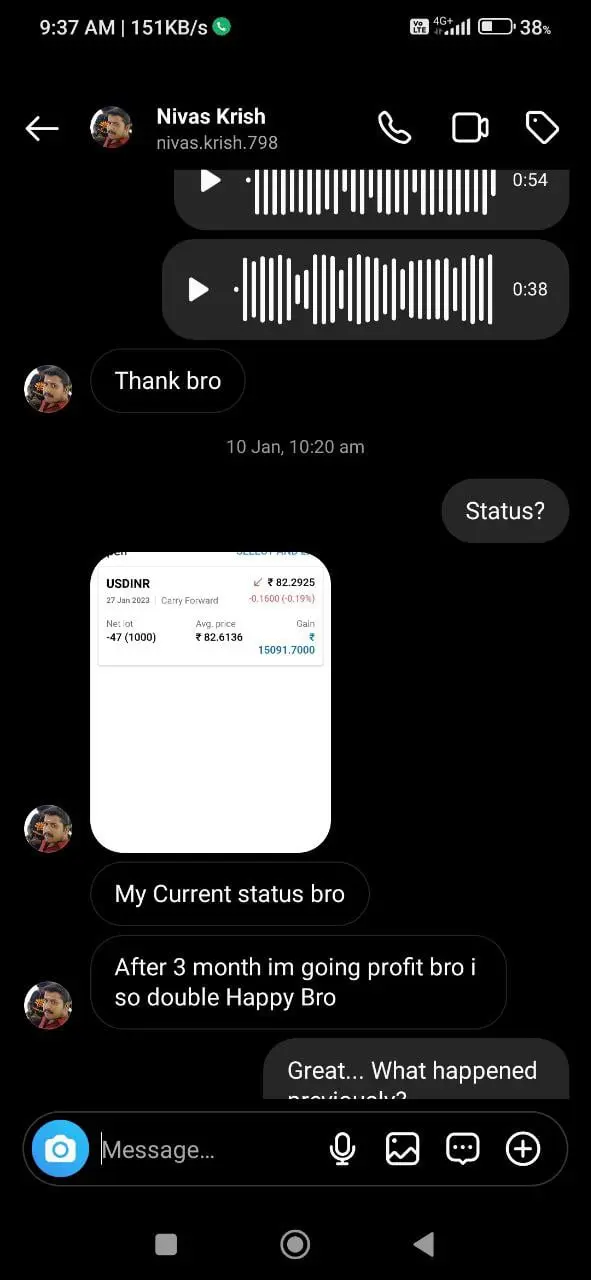 9:37 AM | 151KB/s
Vo LTE 4G+ 38%
Nivas Krish
nivas.krish.798
0:54
0:38
Thank bro
10 Jan, 10:20 am
Status?
USDINR
₹ 82.2925
27 Jan 2023 | Carry Forward
-0.1600 (-0.19%)
Net lot Avg. price Gain
-47 (1000) ₹ 82.6136 ₹
15091.7000
My Current status bro
After 3 month im going profit bro i
so double Happy Bro
Great... What happened
previously?
Message...